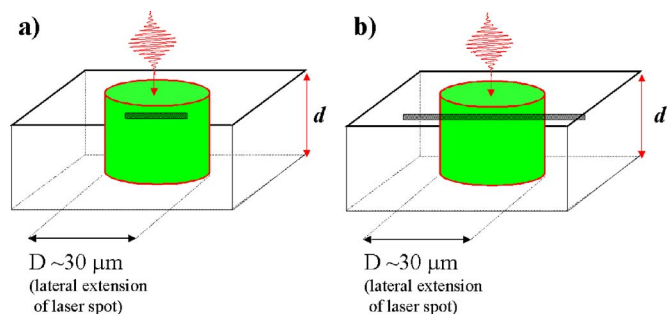 a)
d
D ~30 μm
(lateral extension
of laser spot)
b)
d
D ~30 μm
(lateral extension
of laser spot)